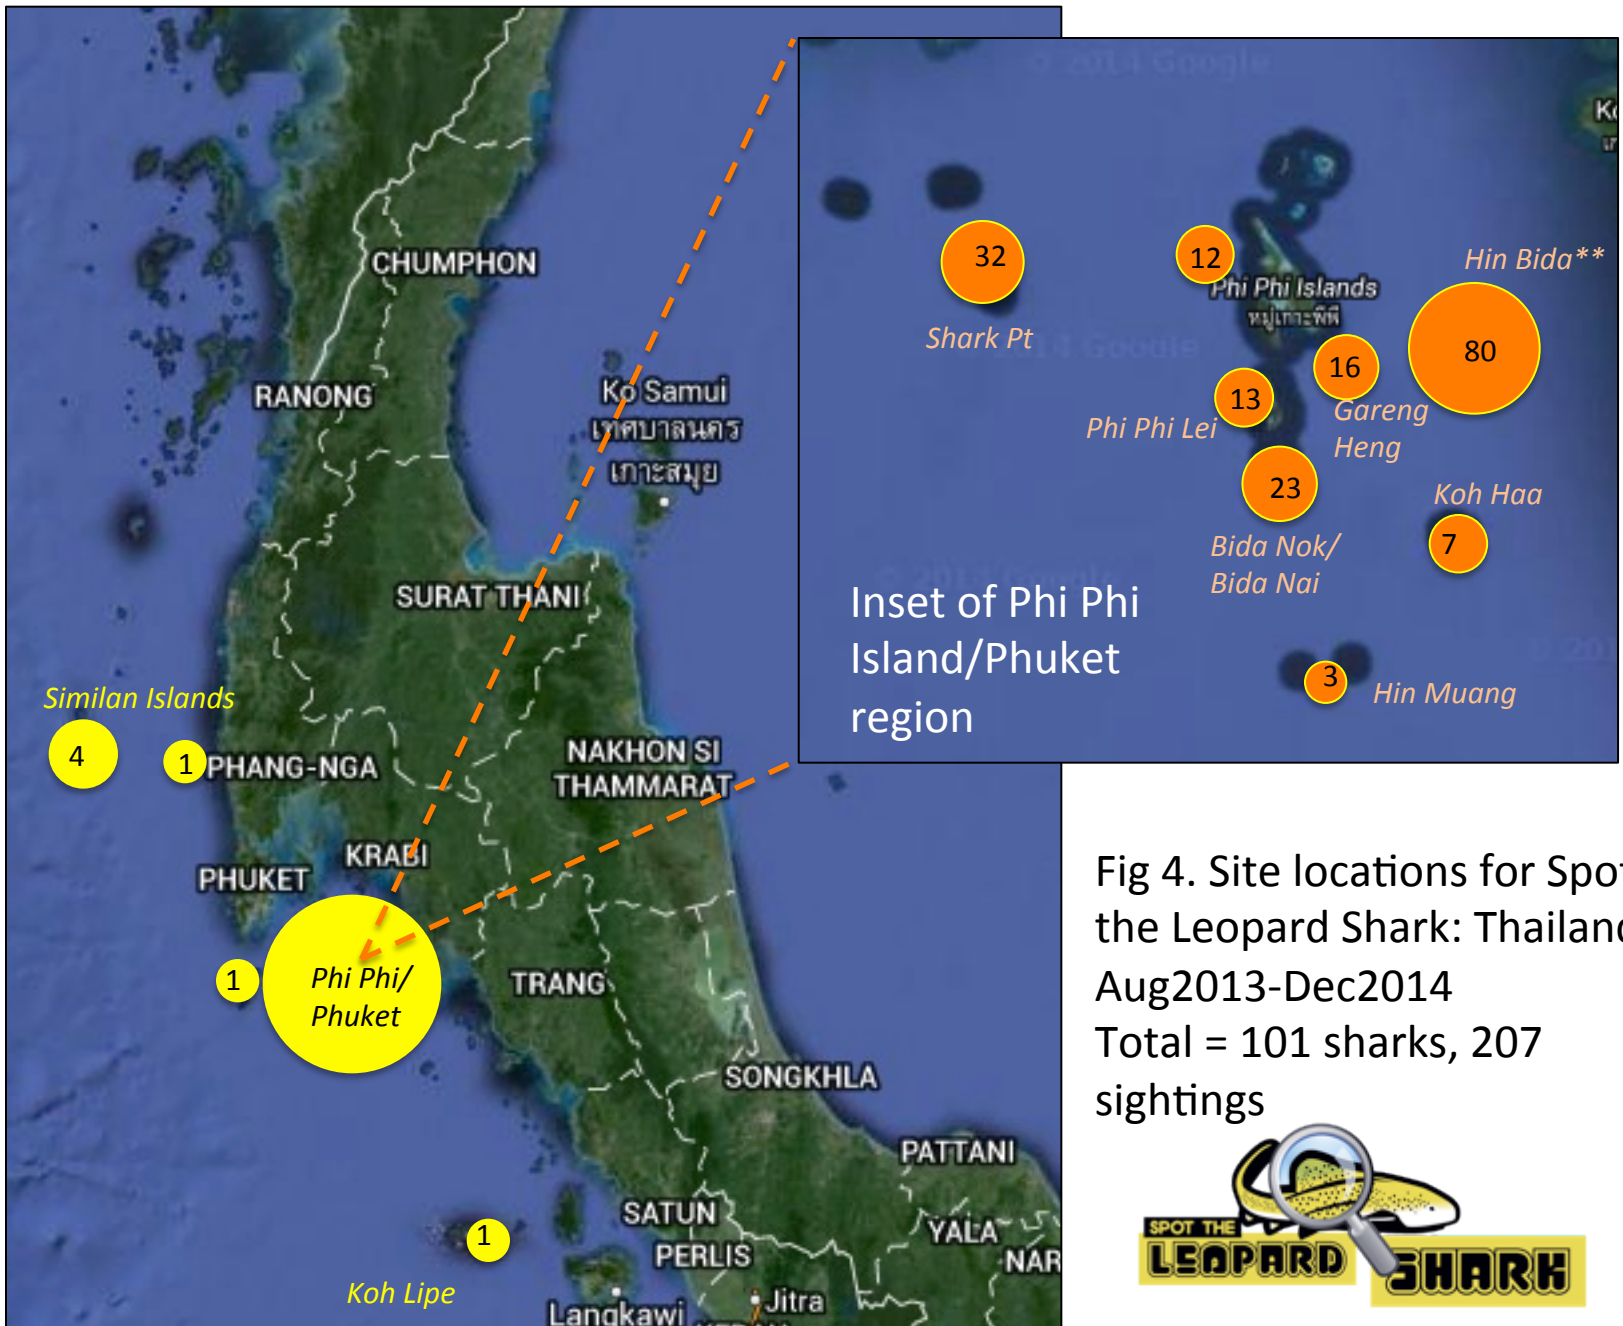 CHUMPHON
RANONG
Ko Samui
เทศบาลนคร
เกาะสมุย
SURAT THANI
Similan Islands
4
1
PHANG-NGA
NAKHON SI
THAMMARAT
KRABI
PHUKET
1
Phi Phi/
Phuket
TRANG
SONGKHLA
PATTANI
SATUN
YALA
1
PERLIS
NAR
Koh Lipe
Langkawi
Jitra
© 2014 Google
32
12
Hin Bida**
Phi Phi Islands
หมู่เกาะพีพี
Shark Pt
2014 Google
80
16
13
Gareng
Heng
Phi Phi Lei
23
Koh Haa
7
Bida Nok/
Bida Nai
Inset of Phi Phi
Island/Phuket
region
3
Hin Muang
Fig 4. Site locations for Spot
the Leopard Shark: Thailand
Aug2013-Dec2014
Total = 101 sharks, 207
sightings
SPOT THE
LEOPARD
SHARK